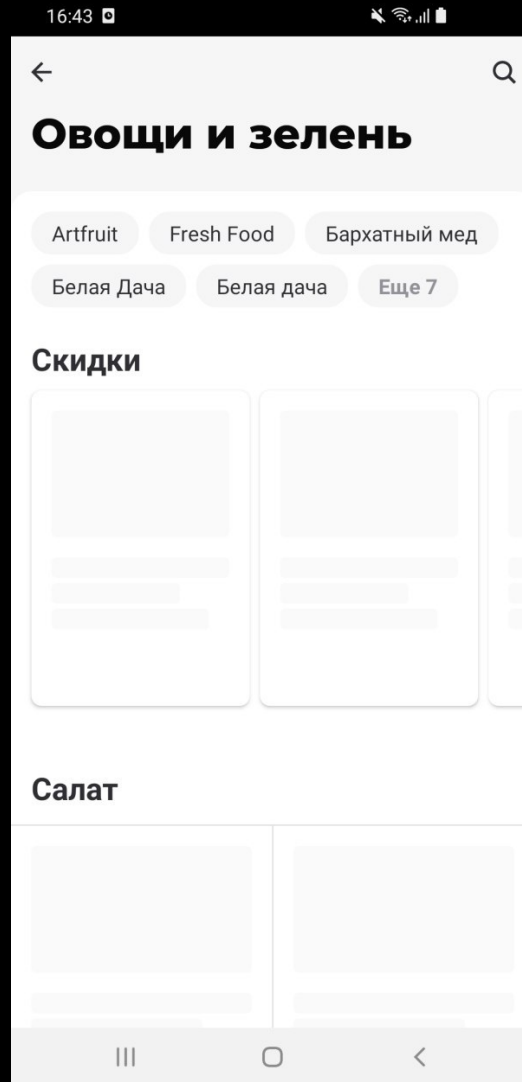 16:43
Овощи и зелень
Artfruit Fresh Food Бархатный мед
Белая Дача Белая дача Еще 7
Скидки
Салат